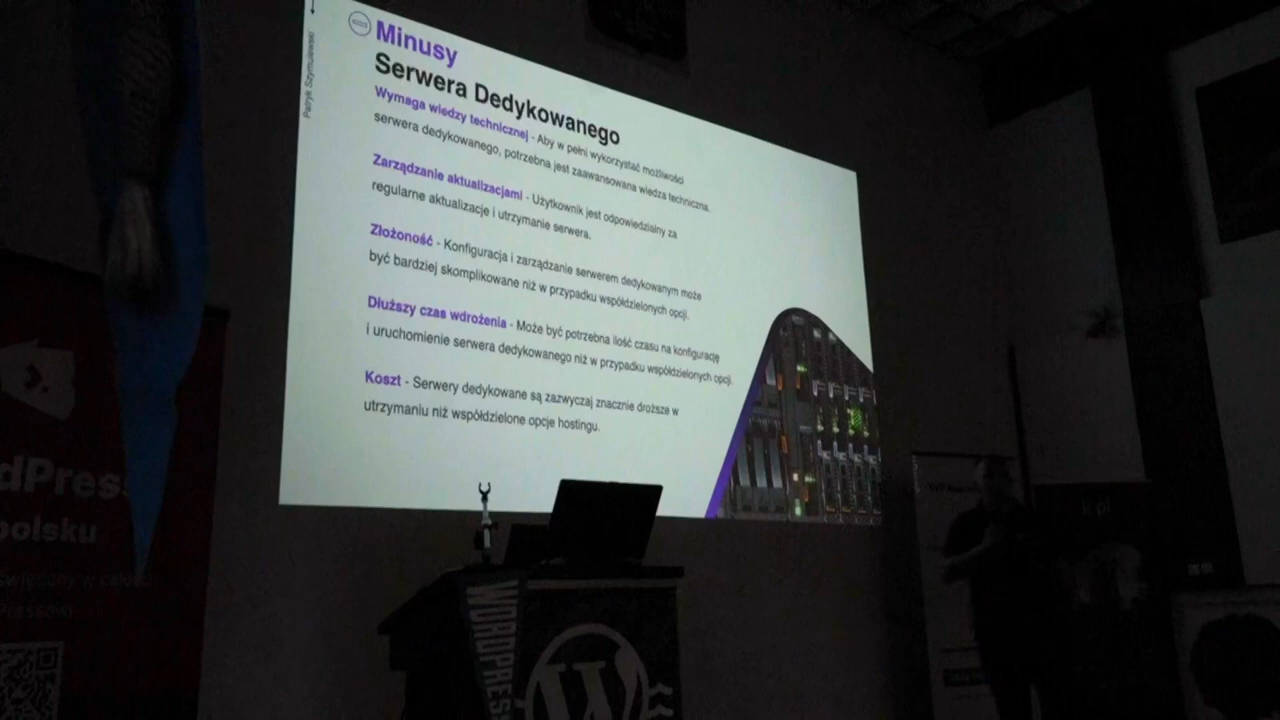 Minusy
Serwera Dedykowanego
Wymaga wiedzy technicznej - Aby w pełni wykorzystać możliwości
serwera dedykowanego, potrzebna jest zaawansowana wiedza techniczna.
Zarządzanie aktualizacjami - Użytkownik jest odpowiedzialny za
regularne aktualizacje i utrzymanie serwera.
Złożoność - Konfiguracja i zarządzanie serwerem dedykowanym może
być bardziej skomplikowane niż w przypadku współdzielonych opcji.
Dłuższy czas wdrożenia - Może być potrzebna ilość czasu na konfigurację
i uruchomienie serwera dedykowanego niż w przypadku współdzielonych opcji.
Koszt - Serwery dedykowane są zazwyczaj znacznie droższe w
utrzymaniu niż współdzielone opcje hostingu.
Patryk Szymulewski
dPress
polsku
WORDPRESS
W